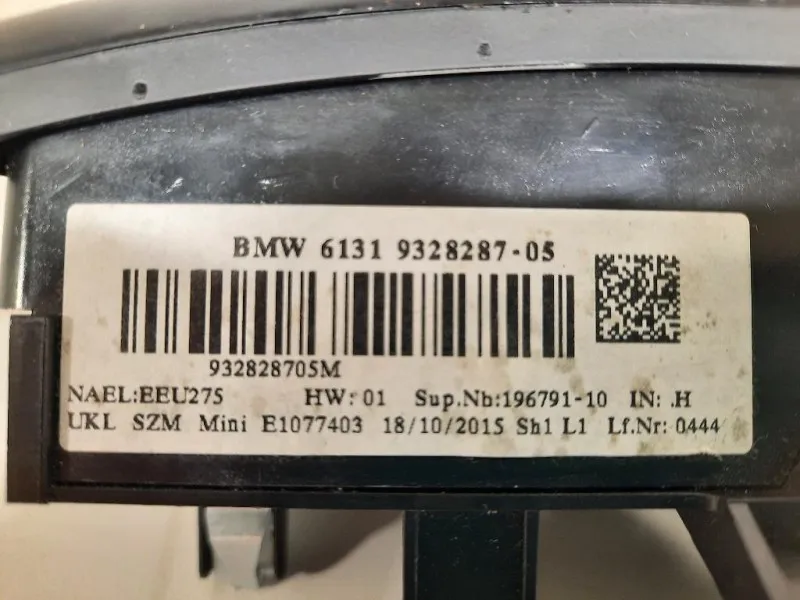 BMW 6131 9328287-05
932828705M
NAEL:EEU275 HW: 01 Sup.Nb:196791-10 IN: .H
UKL SZM Mini E1077403 18/10/2015 Sh1 L1 Lf.Nr: 0444